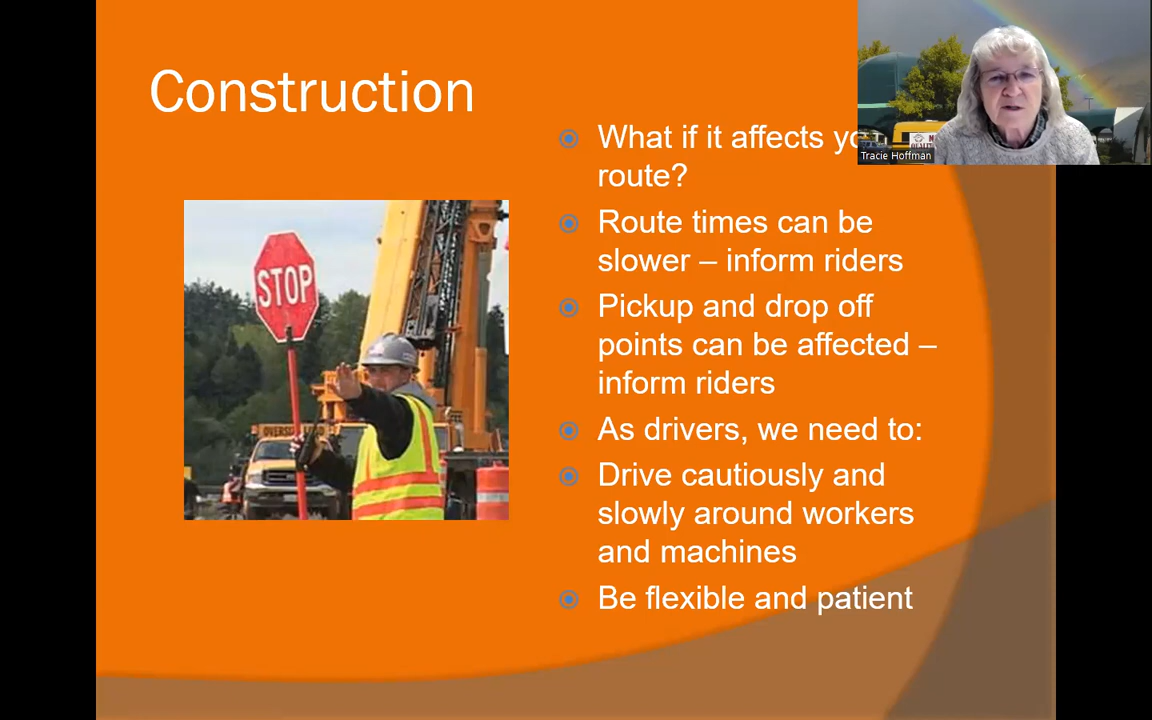 Construction
What if it affects
route?
Route times can be
slower – inform riders
Pickup and drop off
points can be affected –
inform riders
As drivers, we need to:
Drive cautiously and
slowly around workers
and machines
Be flexible and patient
STOP
OVERSIZE LOAD
Tracie Hoffman